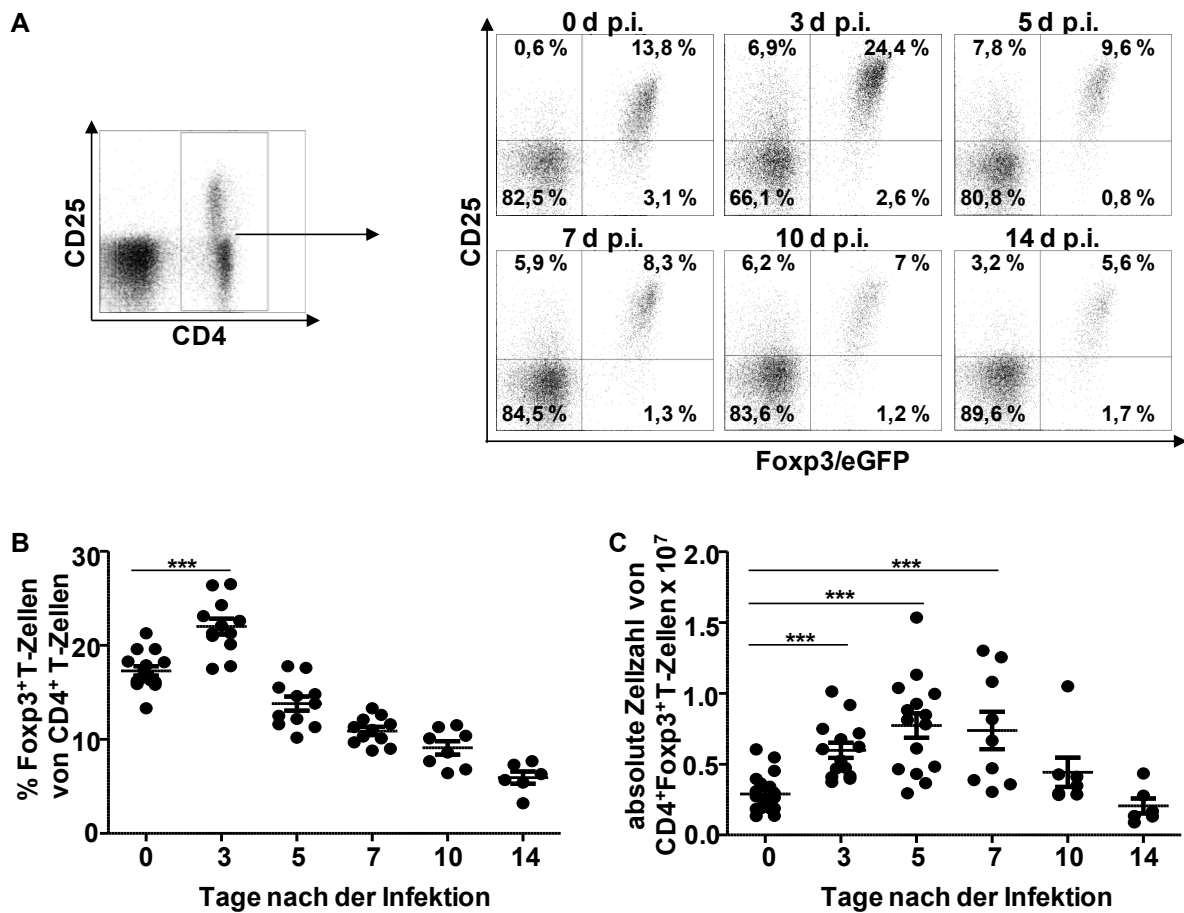 A
CD25
CD4
0 d p.i.
3 d p.i.
5 d p.i.
0,6 %
13,8 %
6,9%
24,4 %
7,8 %
9,6 %
82,5 %
3,1 %
66,1%
2,6 %
80,8 %
0,8 %
7 d p.i.
10 d p.i.
14 d p.i.
5,9 %
8,3 %
6,2 %
7 %
3,2 %
5,6 %
84,5 %
1,3 %
83,6 %
1,2 %
89,6 %
1,7 %
CD25
Foxp3/eGFP
B
% Foxp3⁺T-Zellen
von CD4⁺ T-Zellen
30
20
10
0
***
0 3 5 7 10 14
Tage nach der Infektion
C
absolute Zellzahl von
CD4⁺Foxp3⁺T-Zellen x 10⁷
2.0
1.5
1.0
0.5
0.0
***
***
***
0 3 5 7 10 14
Tage nach der Infektion